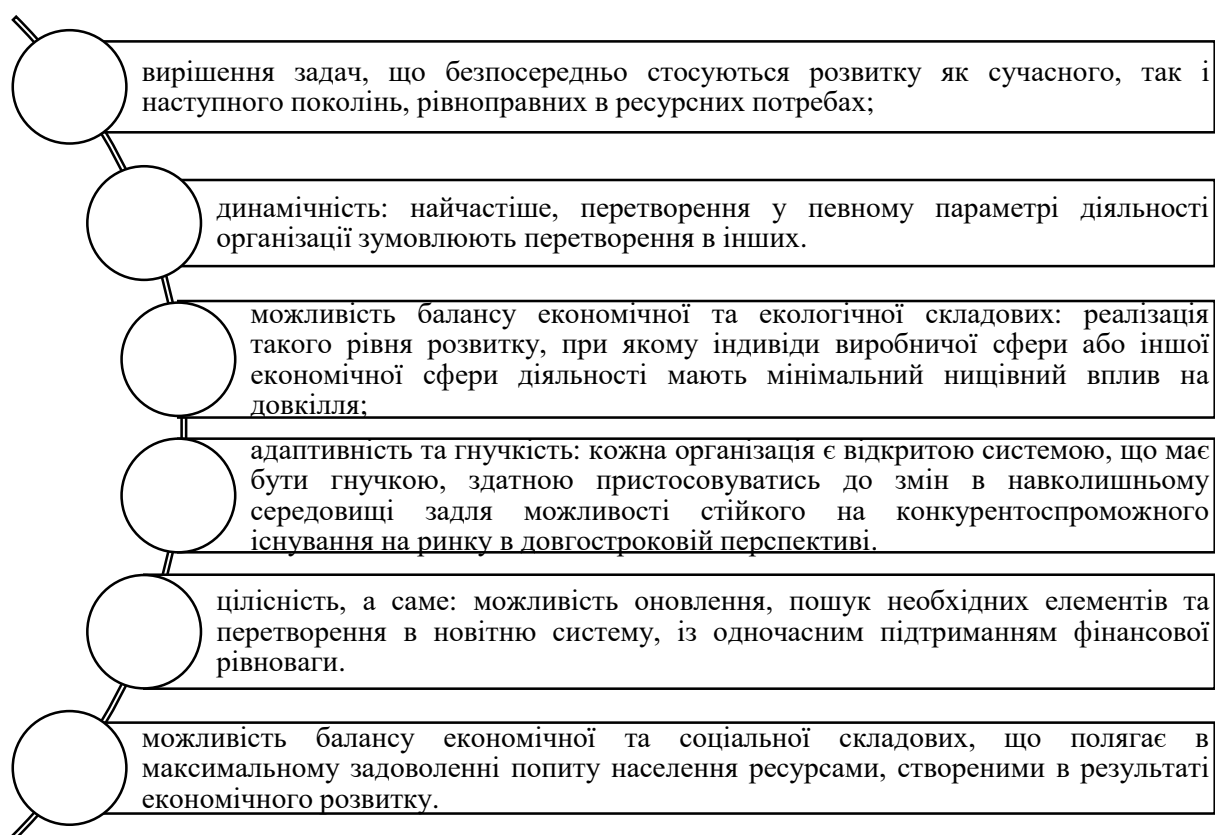 вирішення задач, що безпосередньо стосуються розвитку як сучасного, так і
наступного поколінь, рівноправних в ресурсних потребах;
динамічність: найчастіше, перетворення у певному параметрі діяльності
організації зумовлюють перетворення в інших.
можливість балансу економічної та екологічної складових: реалізація
такого рівня розвитку, при якому індивіди виробничої сфери або іншої
економічної сфери діяльності мають мінімальний нищівний вплив на
довкілля;
адаптивність та гнучкість: кожна організація є відкритою системою, що має
бути гнучкою, здатною пристосовуватись до змін в навколишньому
середовищі задля можливості стійкого на конкурентоспроможного
існування на ринку в довгостроковій перспективі.
цілісність, а саме: можливість оновлення, пошук необхідних елементів та
перетворення в новітню систему, із одночасним підтриманням фінансової
рівноваги.
можливість балансу економічної та соціальної складових, що полягає в
максимальному задоволенні попиту населення ресурсами, створеними в результаті
економічного розвитку.